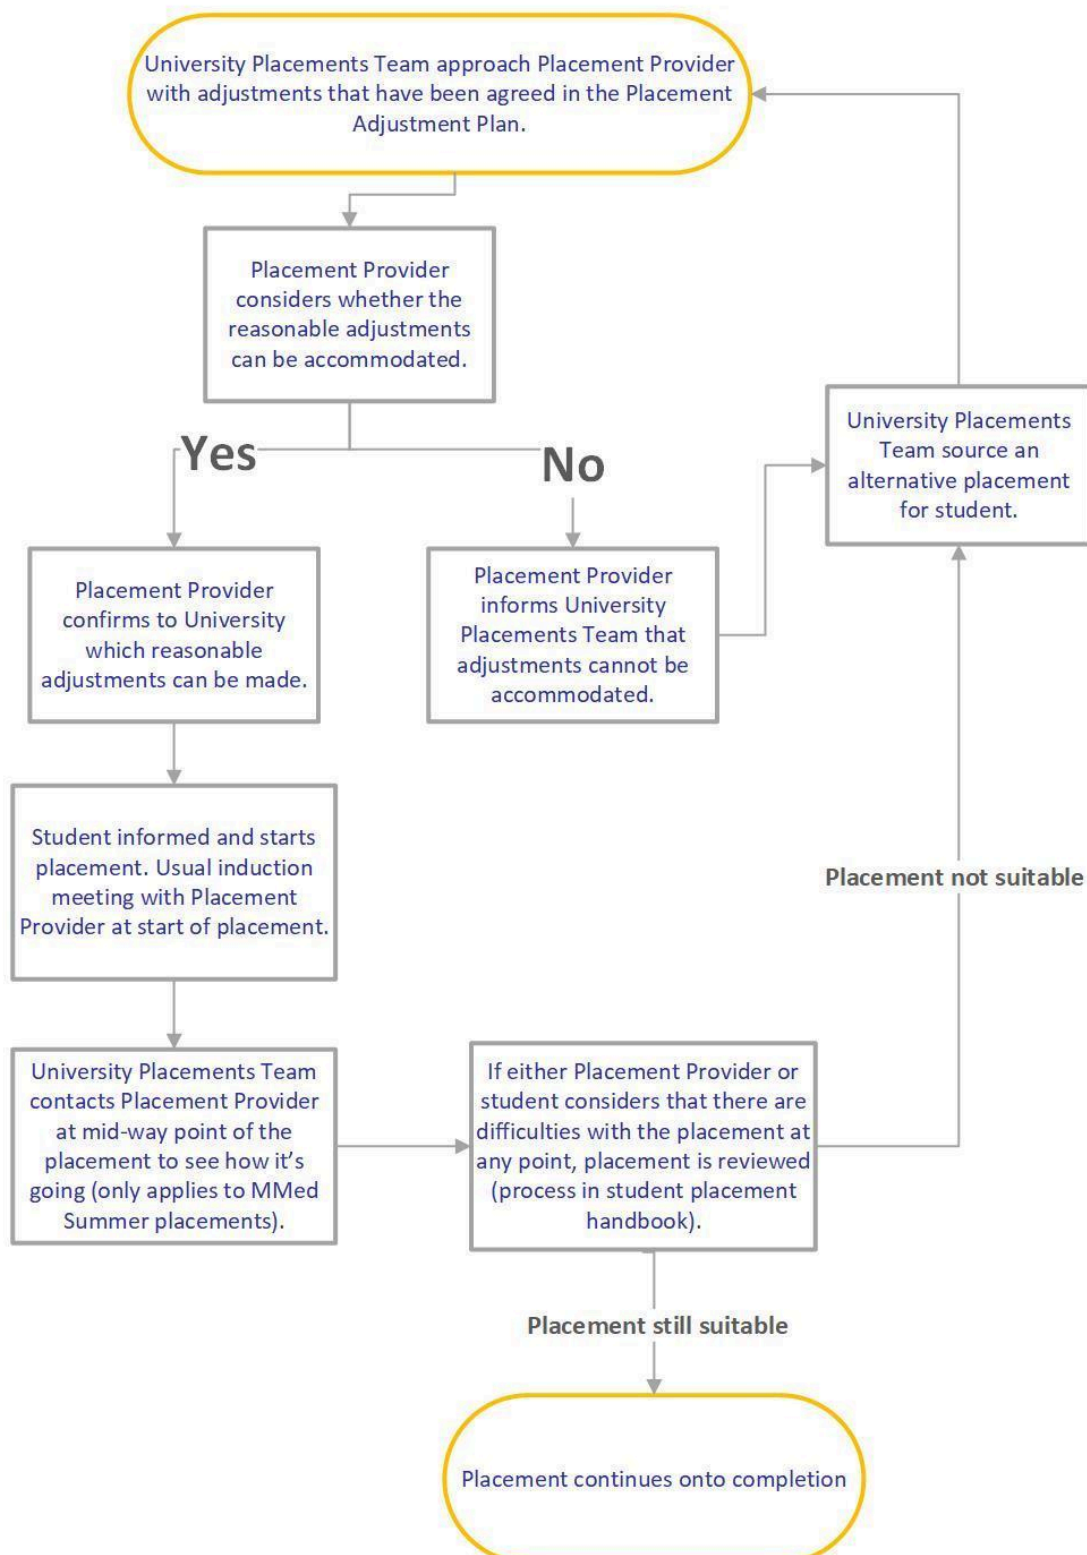 University Placements Team approach Placement Provider
with adjustments that have been agreed in the Placement
Adjustment Plan.
Placement Provider
considers whether the
reasonable adjustments
can be accommodated.
Yes
No
University Placements
Team source an
alternative placement
for student.
Placement Provider
confirms to University
which reasonable
adjustments can be made.
Placement Provider
informs University
Placements Team that
adjustments cannot be
accommodated.
Student informed and starts
placement. Usual induction
meeting with Placement
Provider at start of placement.
Placement not suitable
University Placements Team
contacts Placement Provider
at mid-way point of the
placement to see how it’s
going (only applies to MMed
Summer placements).
If either Placement Provider or
student considers that there are
difficulties with the placement at
any point, placement is reviewed
(process in student placement
handbook).
Placement still suitable
Placement continues onto completion